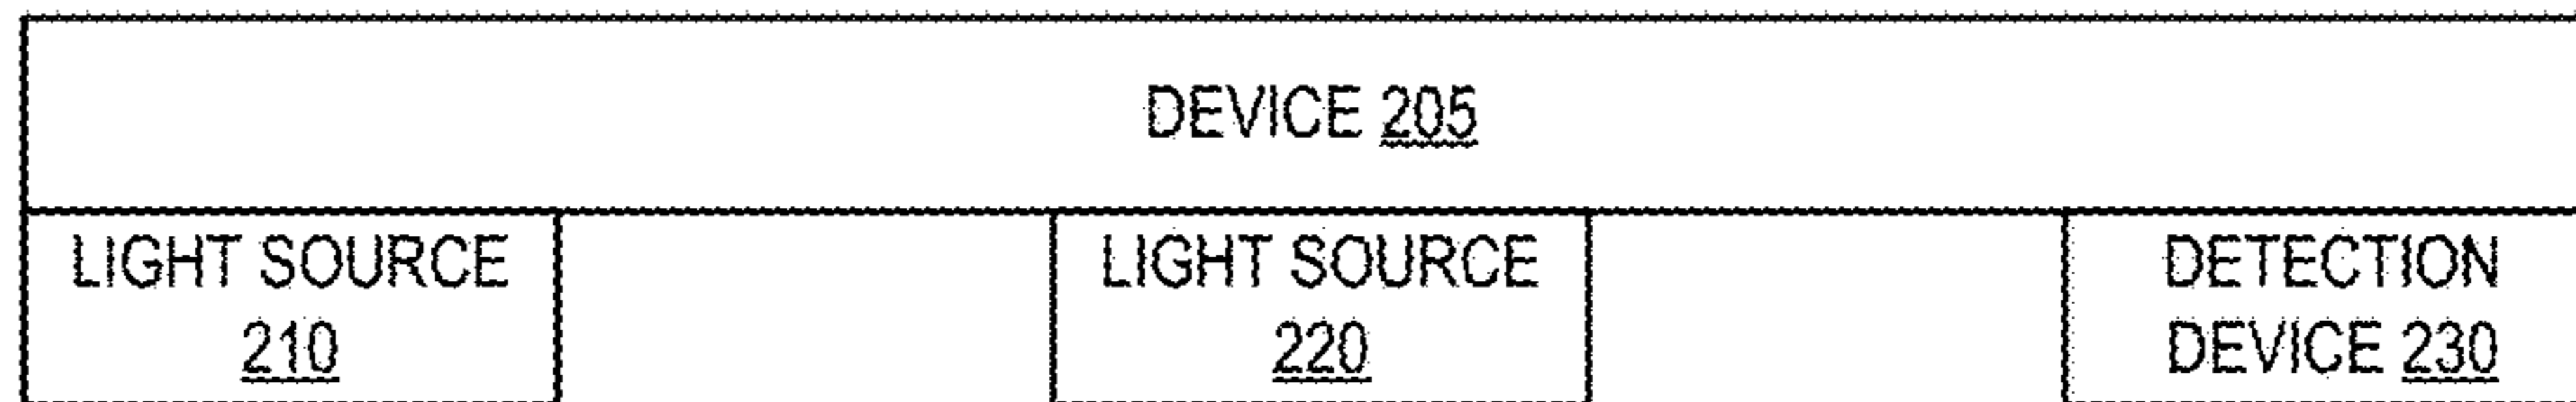 DEVICE 205
LIGHT SOURCE
210
LIGHT SOURCE
220
DETECTION
DEVICE 230